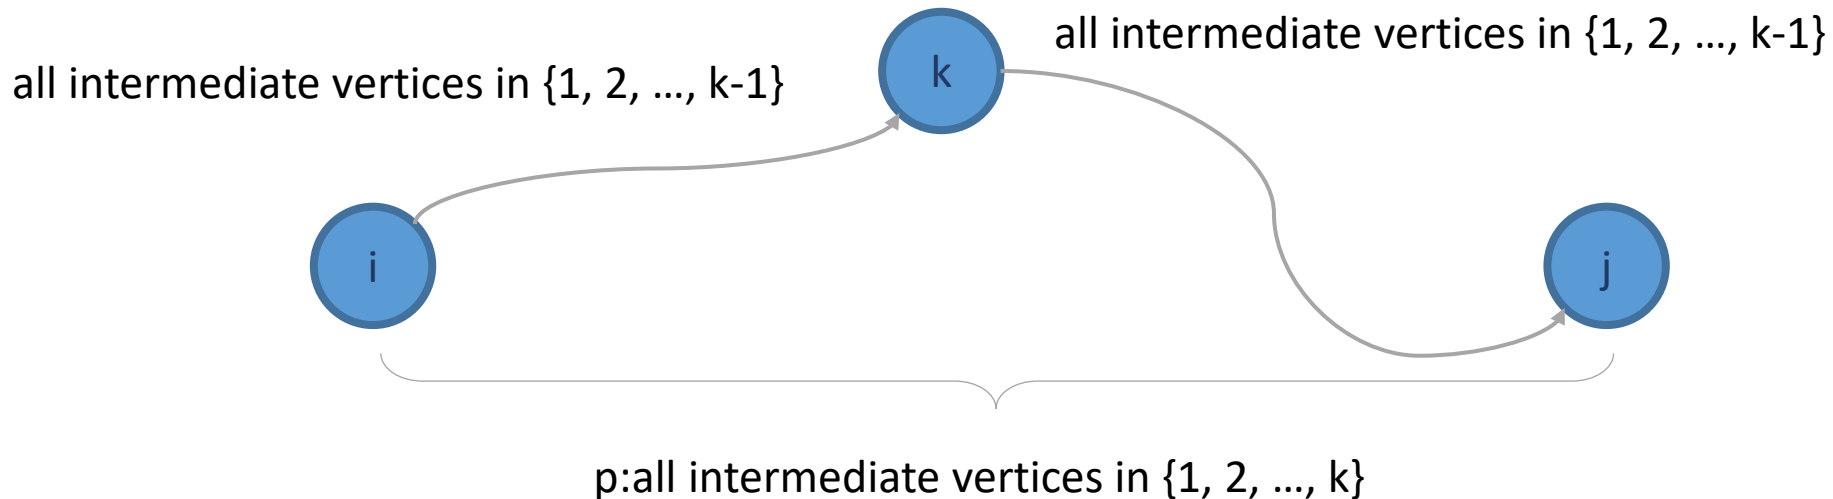 all intermediate vertices in {1, 2, …, k-1}
all intermediate vertices in {1, 2, …, k-1}
k
i
j
p:all intermediate vertices in {1, 2, …, k}